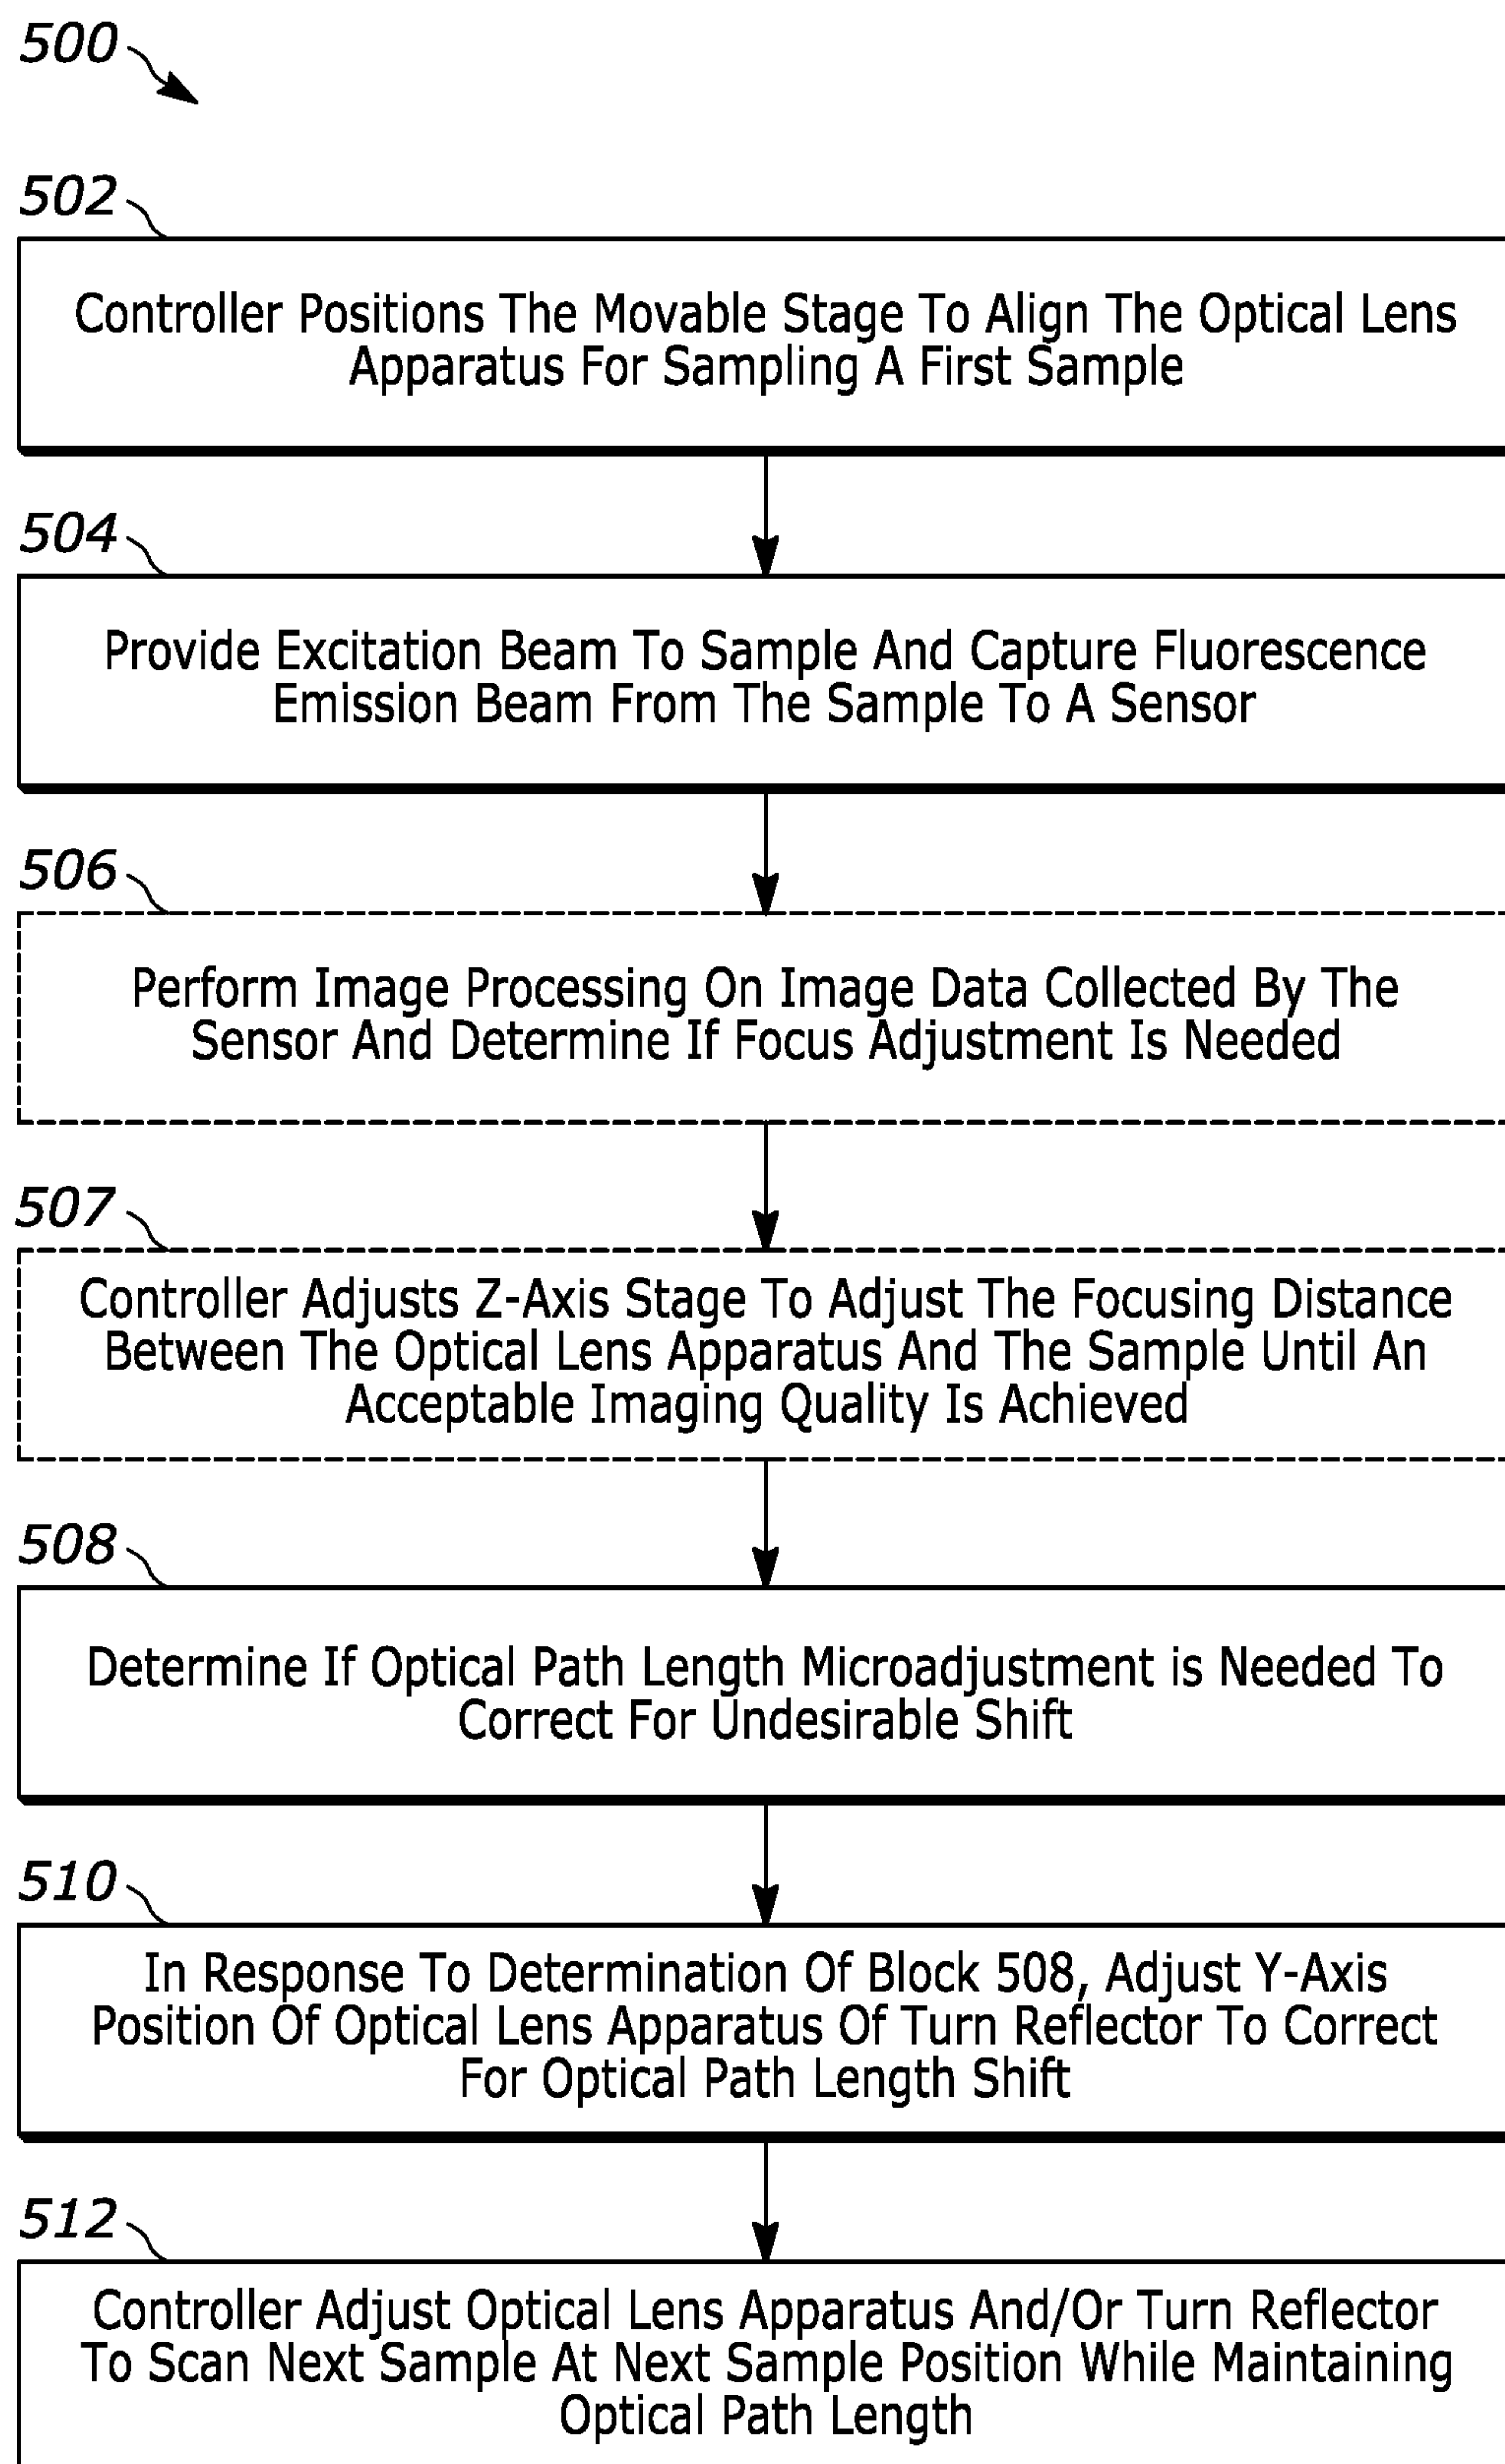 500
502
Controller Positions The Movable Stage To Align The Optical Lens
Apparatus For Sampling A First Sample
504
Provide Excitation Beam To Sample And Capture Fluorescence
Emission Beam From The Sample To A Sensor
506
Perform Image Processing On Image Data Collected By The
Sensor And Determine If Focus Adjustment Is Needed
507
Controller Adjusts Z-Axis Stage To Adjust The Focusing Distance
Between The Optical Lens Apparatus And The Sample Until An
Acceptable Imaging Quality Is Achieved
508
Determine If Optical Path Length Microadjustment is Needed To
Correct For Undesirable Shift
510
In Response To Determination Of Block 508, Adjust Y-Axis
Position Of Optical Lens Apparatus Of Turn Reflector To Correct
For Optical Path Length Shift
512
Controller Adjust Optical Lens Apparatus And/Or Turn Reflector
To Scan Next Sample At Next Sample Position While Maintaining
Optical Path Length